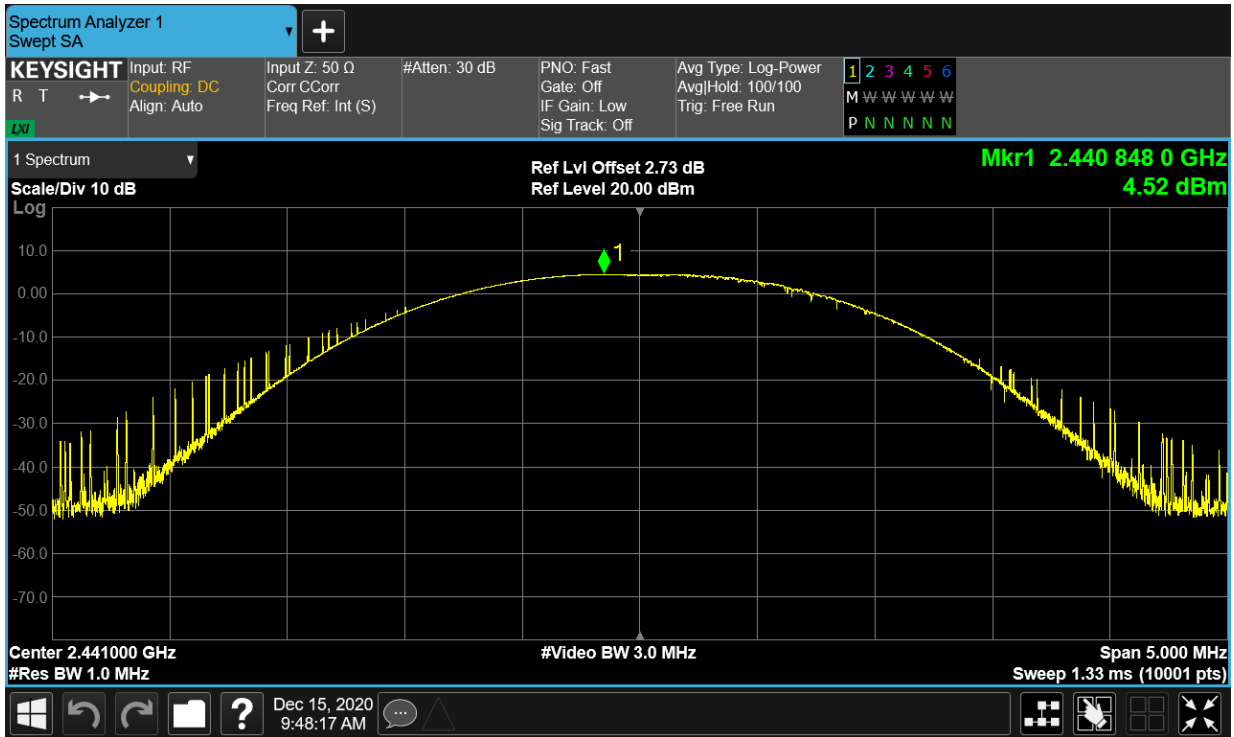 Spectrum Analyzer 1
Swept SA
KEYSIGHT
R T
LXI
Input: RF
Coupling: DC
Align: Auto
Input Z: 50 Ω
Corr CCorr
Freq Ref: Int (S)
#Atten: 30 dB
PNO: Fast
Gate: Off
IF Gain: Low
Sig Track: Off
Avg Type: Log-Power
Avg|Hold: 100/100
Trig: Free Run
1 2 3 4 5 6
M W W W W W
P N N N N N
1 Spectrum
Scale/Div 10 dB
Log
Ref Lvl Offset 2.73 dB
Ref Level 20.00 dBm
Mkr1 2.440 848 0 GHz
4.52 dBm
1
10.0
0.00
-10.0
-20.0
-30.0
-40.0
-50.0
-60.0
-70.0
Center 2.441000 GHz
#Video BW 3.0 MHz
Span 5.000 MHz
#Res BW 1.0 MHz
Sweep 1.33 ms (10001 pts)
?
Dec 15, 2020
9:48:17 AM